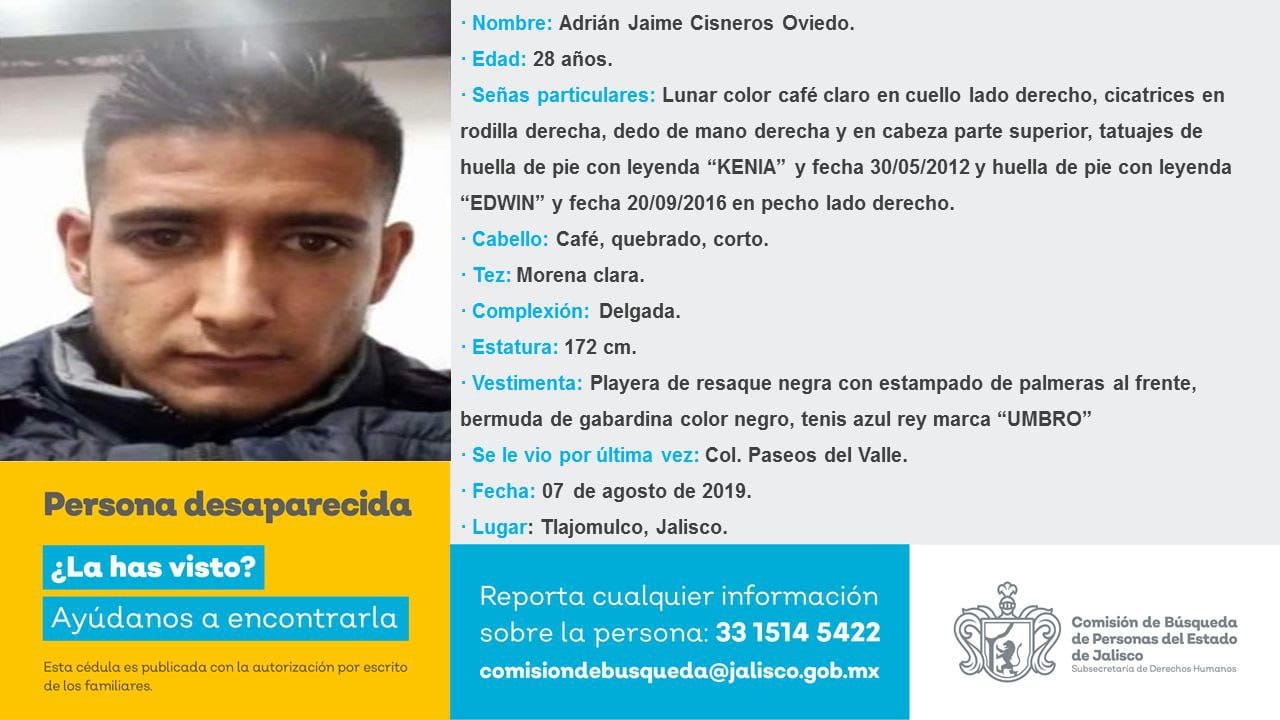 · Nombre: Adrián Jaime Cisneros Oviedo.
· Edad: 28 años.
· Señas particulares: Lunar color café claro en cuello lado derecho, cicatrices en
rodilla derecha, dedo de mano derecha y en cabeza parte superior, tatuajes de
huella de pie con leyenda “KENIA” y fecha 30/05/2012 y huella de pie con leyenda
“EDWIN” y fecha 20/09/2016 en pecho lado derecho.
· Cabello: Café, quebrado, corto.
· Tez: Morena clara.
· Complexión: Delgada.
· Estatura: 172 cm.
· Vestimenta: Playera de resaque negra con estampado de palmeras al frente,
bermuda de gabardina color negro, tenis azul rey marca “UMBRO”
· Se le vio por última vez: Col. Paseos del Valle.
· Fecha: 07 de agosto de 2019.
· Lugar: Tlajomulco, Jalisco.
Persona desaparecida
¿La has visto?
Ayúdanos a encontrarla
Esta cédula es publicada con la autorización por escrito
de los familiares.
Reporta cualquier información
sobre la persona: 33 1514 5422
comisiondebusqueda@jalisco.gob.mx
Comisión de Búsqueda
de Personas del Estado
de Jalisco
Subsecretaría de Derechos Humanos